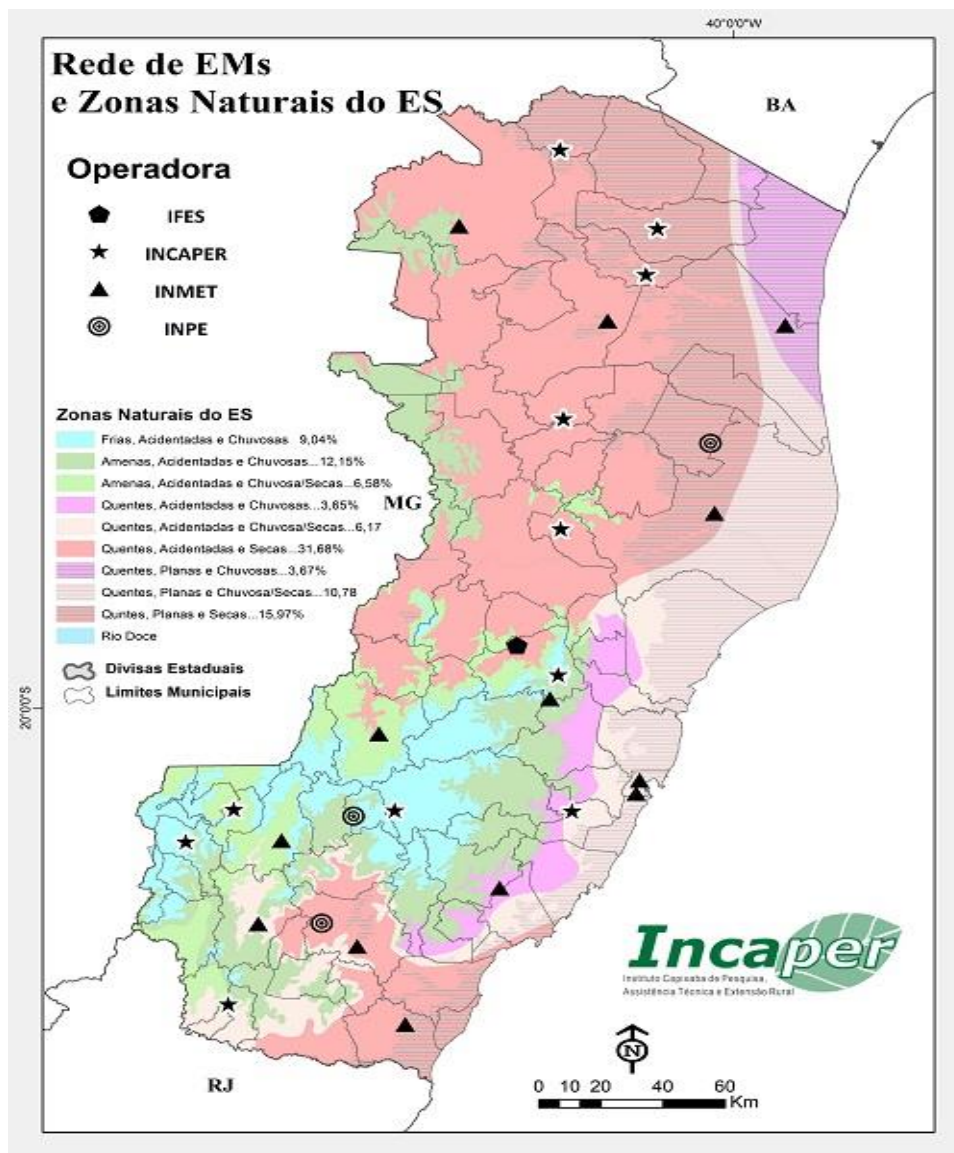 40°0'0"W
Rede de EMs
e Zonas Naturais do ES
BA
Operadora
IFES
INCAPER
INMET
INPE
Zonas Naturais do ES
Frias, Acidentadas e Chuvosas 9,04%
Amenas, Acidentadas e Chuvosas...12,15%
Amenas, Acidentadas e Chuvosa/Secas...6,58%
MG
Quentes, Acidentadas e Chuvosas...3,65%
Quentes, Acidentadas e Chuvosa/Secas...6,17
Quentes, Acidentadas e Secas...31,68%
Quentes, Planas e Chuvosas...3,67%
Quentes, Planas e Chuvosa/Secas...10,78
Quntes, Planas e Secas...15,97%
Rio Doce
Divisas Estaduais
Limites Municipais
20°0'0"S
Incaper
Instituto Capixaba de Pesquisa,
Assistência Técnica e Extensão Rural
N
RJ
0 10 20 40 60
Km